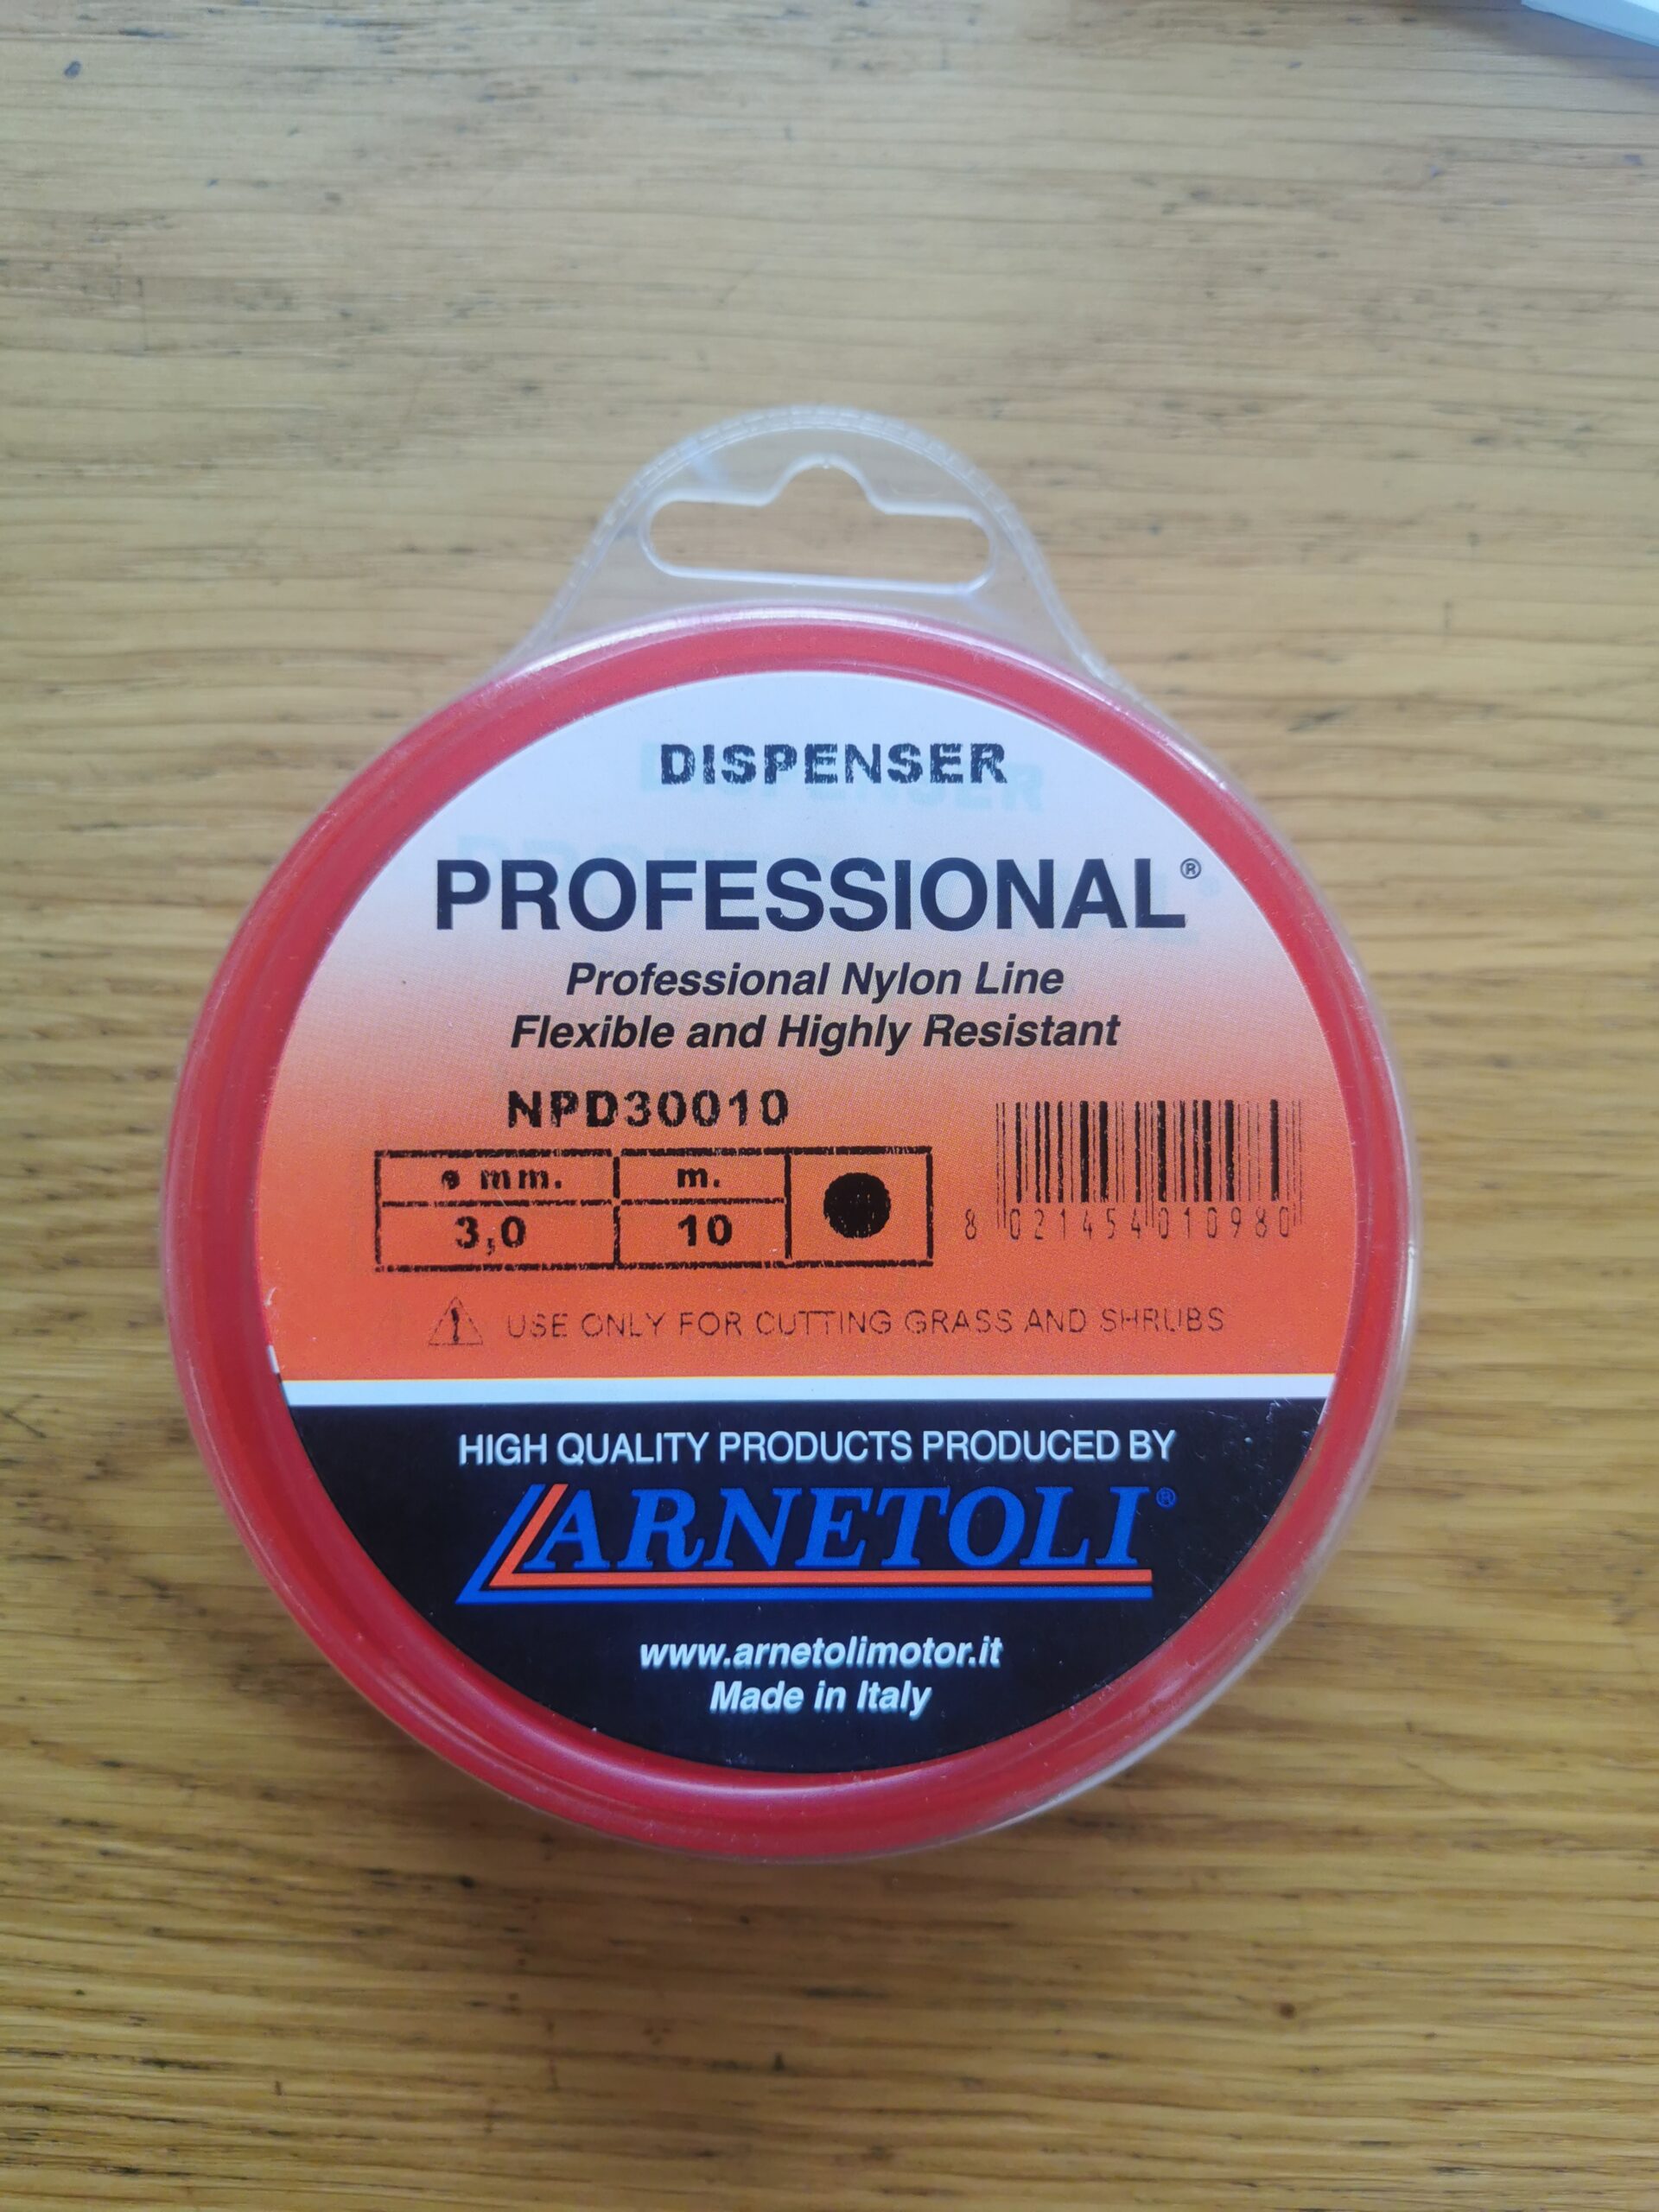 DISPENSER
PROFESSIONAL®
Professional Nylon Line
Flexible and Highly Resistant
NPD30010
ø mm. m.
3,0 10
8 021454 010980
USE ONLY FOR CUTTING GRASS AND SHRUBS
HIGH QUALITY PRODUCTS PRODUCED BY
ARNETOLI®
www.arnetolimotor.it
Made in Italy